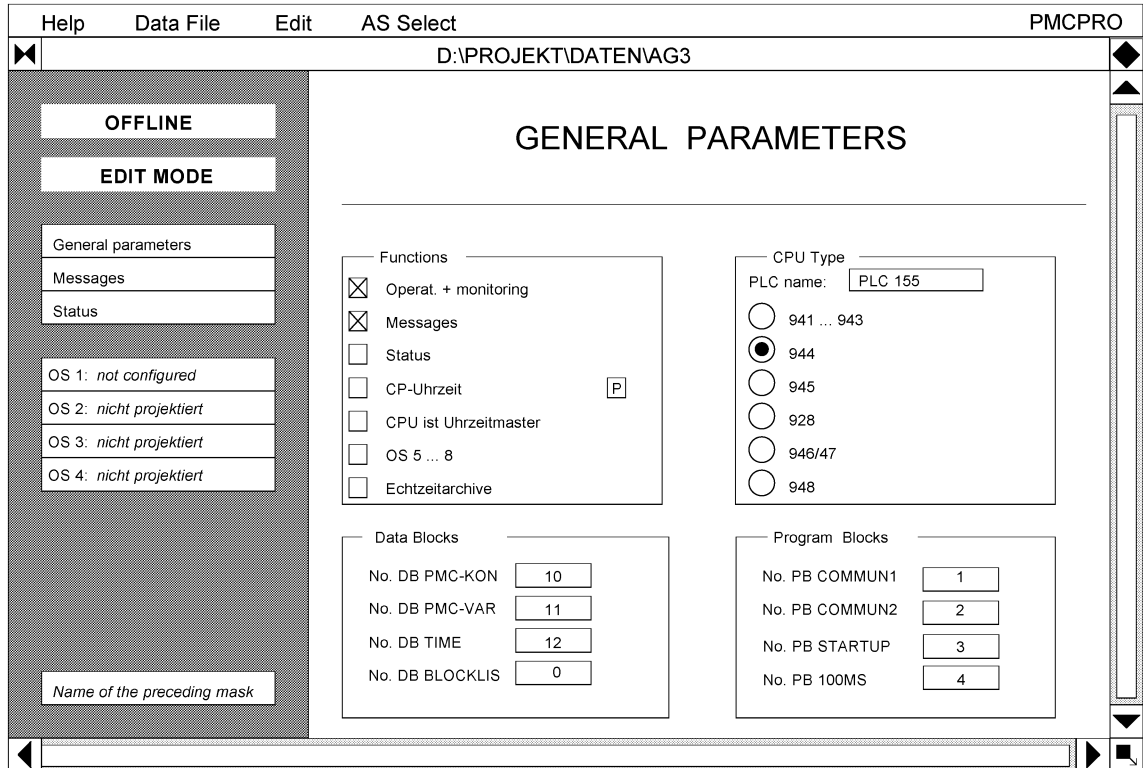 Help Data File Edit AS Select PMCPRO
D:\PROJEKT\DATEN\AG3
OFFLINE
EDIT MODE
General parameters
Messages
Status
OS 1: not configured
OS 2: nicht projektiert
OS 3: nicht projektiert
OS 4: nicht projektiert
Name of the preceding mask
GENERAL PARAMETERS
Functions
Operat. + monitoring
Messages
Status
CP-Uhrzeit P
CPU ist Uhrzeitmaster
OS 5 ... 8
Echtzeitarchive
CPU Type
PLC name: PLC 155
941 ... 943
944
945
928
946/47
948
Data Blocks
No. DB PMC-KON 10
No. DB PMC-VAR 11
No. DB TIME 12
No. DB BLOCKLIS 0
Program Blocks
No. PB COMMUN1 1
No. PB COMMUN2 2
No. PB STARTUP 3
No. PB 100MS 4